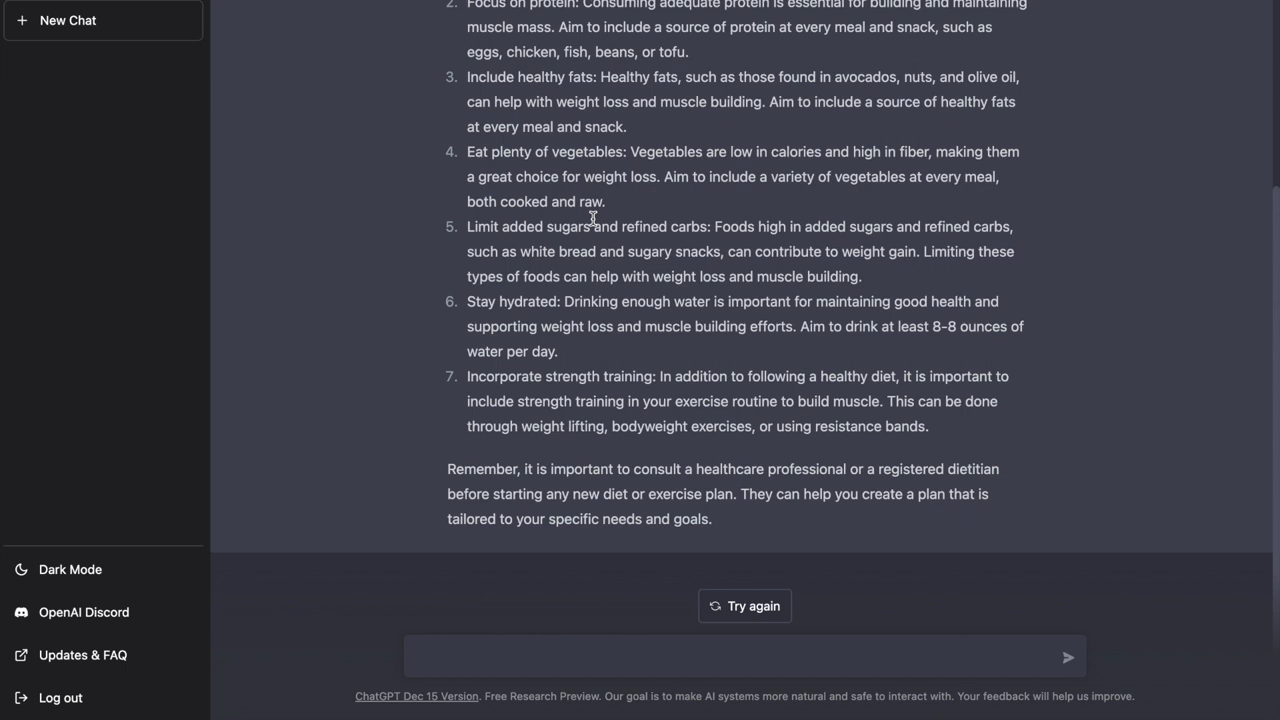 New Chat
2. Focus on protein: Consuming adequate protein is essential for building and maintaining
muscle mass. Aim to include a source of protein at every meal and snack, such as
eggs, chicken, fish, beans, or tofu.
3. Include healthy fats: Healthy fats, such as those found in avocados, nuts, and olive oil,
can help with weight loss and muscle building. Aim to include a source of healthy fats
at every meal and snack.
4. Eat plenty of vegetables: Vegetables are low in calories and high in fiber, making them
a great choice for weight loss. Aim to include a variety of vegetables at every meal,
both cooked and raw.
5. Limit added sugars and refined carbs: Foods high in added sugars and refined carbs,
such as white bread and sugary snacks, can contribute to weight gain. Limiting these
types of foods can help with weight loss and muscle building.
6. Stay hydrated: Drinking enough water is important for maintaining good health and
supporting weight loss and muscle building efforts. Aim to drink at least 8-8 ounces of
water per day.
7. Incorporate strength training: In addition to following a healthy diet, it is important to
include strength training in your exercise routine to build muscle. This can be done
through weight lifting, bodyweight exercises, or using resistance bands.
Remember, it is important to consult a healthcare professional or a registered dietitian
before starting any new diet or exercise plan. They can help you create a plan that is
tailored to your specific needs and goals.
Dark Mode
OpenAI Discord
Updates & FAQ
Log out
Try again
ChatGPT Dec 15 Version. Free Research Preview. Our goal is to make AI systems more natural and safe to interact with. Your feedback will help us improve.